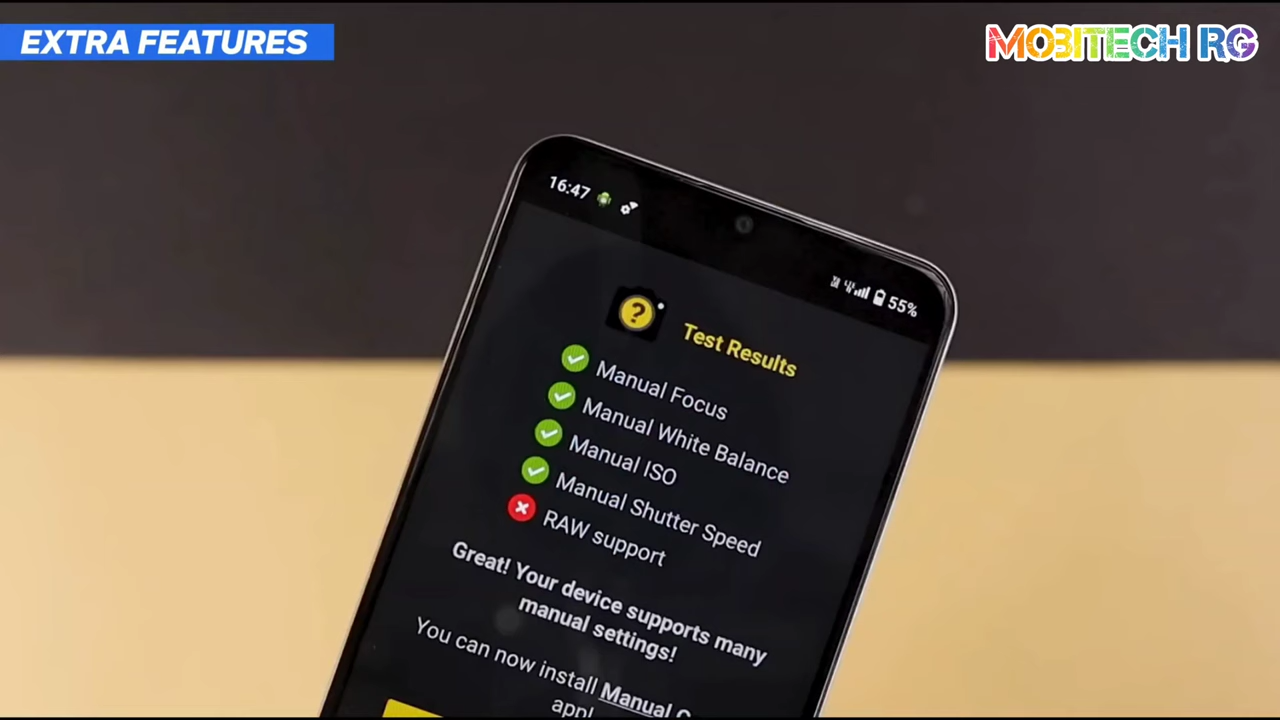 EXTRA FEATURES
MOBITECH RG
16:47
55%
Test Results
Manual Focus
Manual White Balance
Manual ISO
Manual Shutter Speed
RAW support
Great! Your device supports many
manual settings!
You can now install Manual
app!